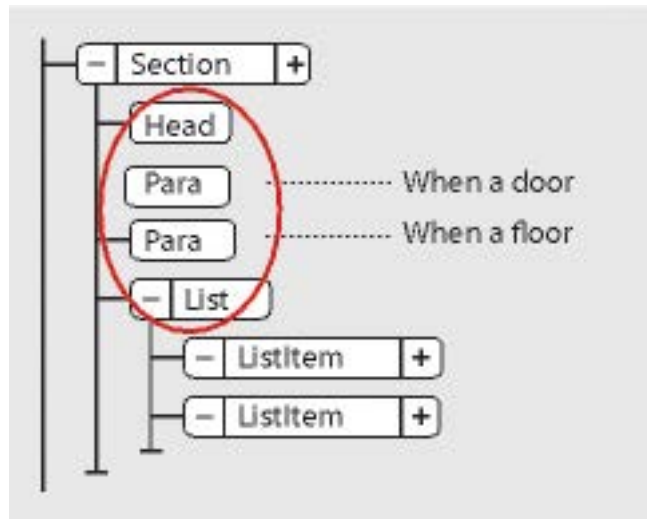 − Section +
Head
Para When a door
Para When a floor
− List
− ListItem +
− ListItem +